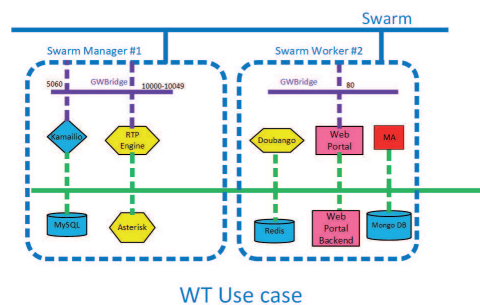 Swarm
Swarm Manager #1
Swarm Worker #2
5060
GWBridge
10000-10049
GWBridge
80
Kamailio
RTP
Engine
Doubango
Web
Portal
MA
MySQL
Asterisk
Redis
Web
Portal
Backend
Mongo DB
WT Use case